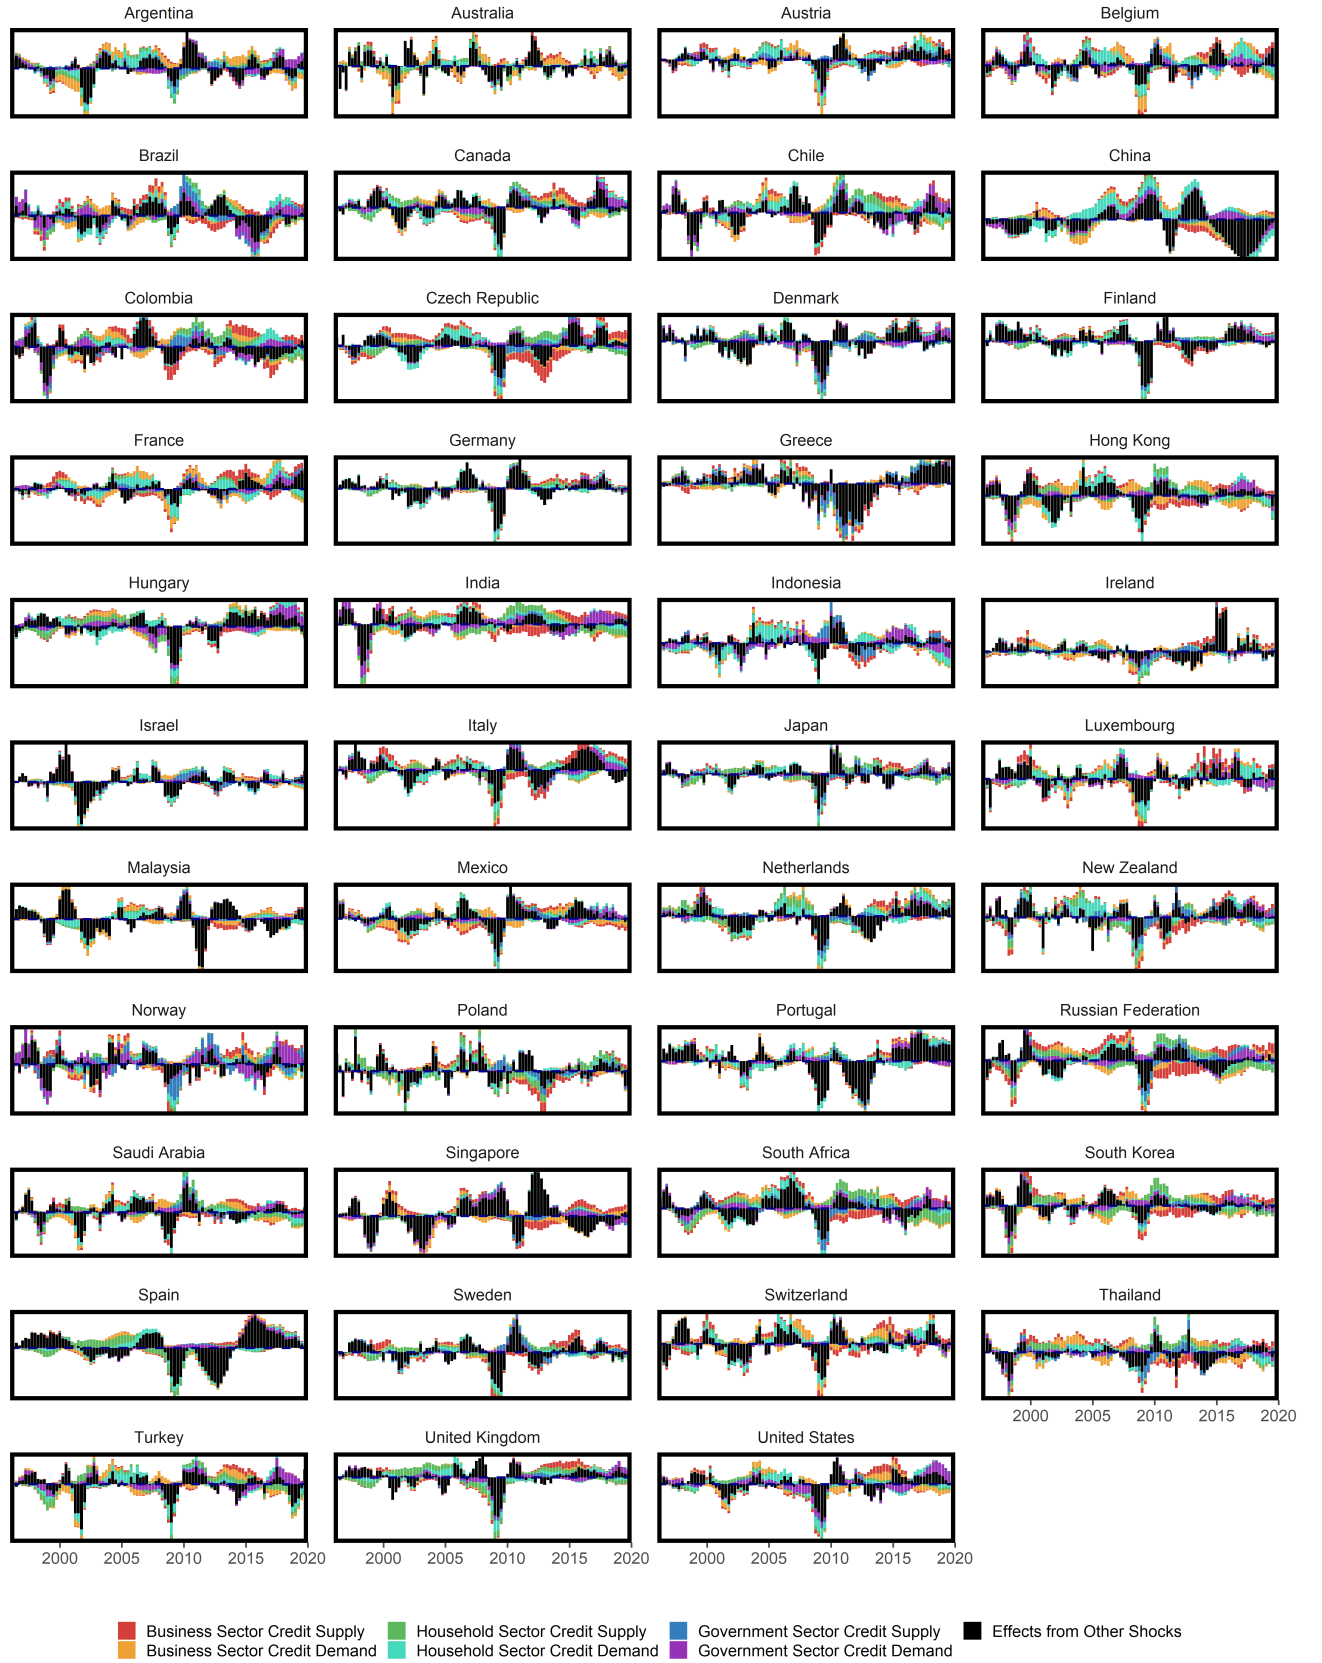 Argentina Australia Austria Belgium
Brazil Canada Chile China
Colombia Czech Republic Denmark Finland
France Germany Greece Hong Kong
Hungary India Indonesia Ireland
Israel Italy Japan Luxembourg
Malaysia Mexico Netherlands New Zealand
Norway Poland Portugal Russian Federation
Saudi Arabia Singapore South Africa South Korea
Spain Sweden Switzerland Thailand
2000 2005 2010 2015 2020
Turkey United Kingdom United States
2000 2005 2010 2015 2020 2000 2005 2010 2015 2020 2000 2005 2010 2015 2020
Business Sector Credit Supply Household Sector Credit Supply Government Sector Credit Supply Effects from Other Shocks
Business Sector Credit Demand Household Sector Credit Demand Government Sector Credit Demand